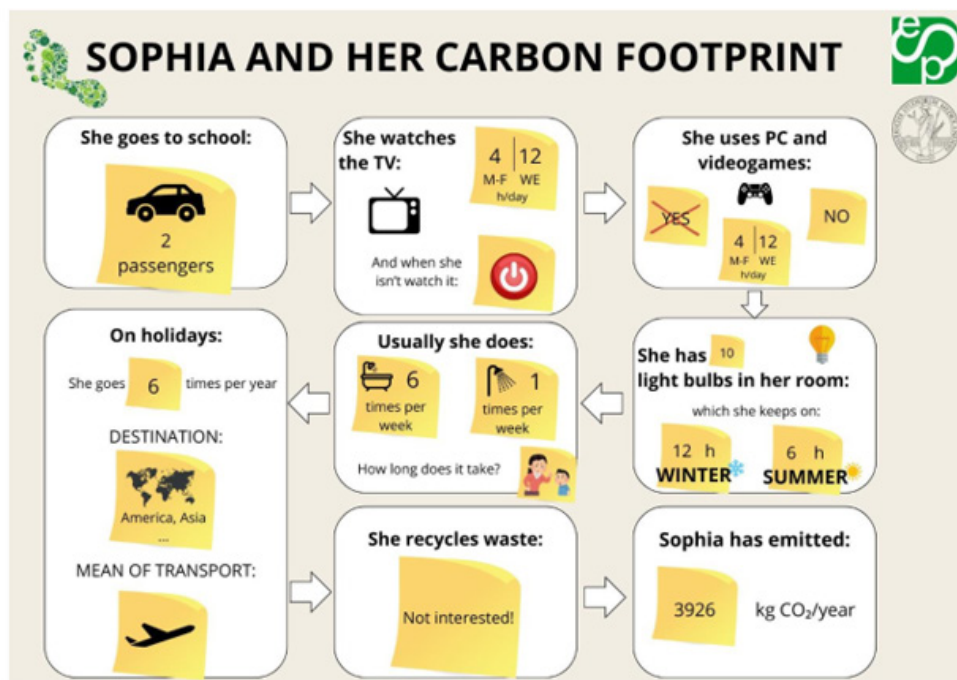 SOPHIA AND HER CARBON FOOTPRINT
esp
She goes to school:
2
passengers
She watches
the TV:
4 | 12
M-F WE
h/day
And when she
isn't watch it:
She uses PC and
videogames:
YES
NO
4 | 12
M-F WE
h/day
She has 10
light bulbs in her room:
which she keeps on:
12 h
WINTER
6 h
SUMMER
Usually she does:
6
times per
week
1
times per
week
How long does it take?
On holidays:
She goes 6 times per year
DESTINATION:
America, Asia
...
MEAN OF TRANSPORT:
She recycles waste:
Not interested!
Sophia has emitted:
3926 kg CO₂/year